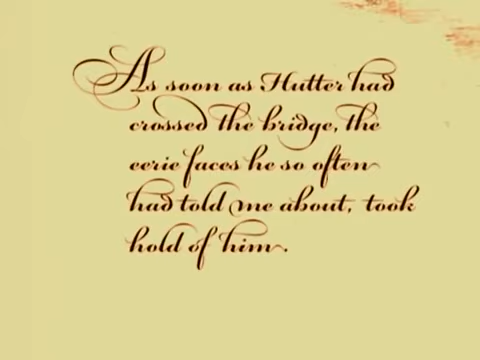 As soon as Hutter had
crossed the bridge, the
eerie faces he so often
had told me about, took
hold of him.